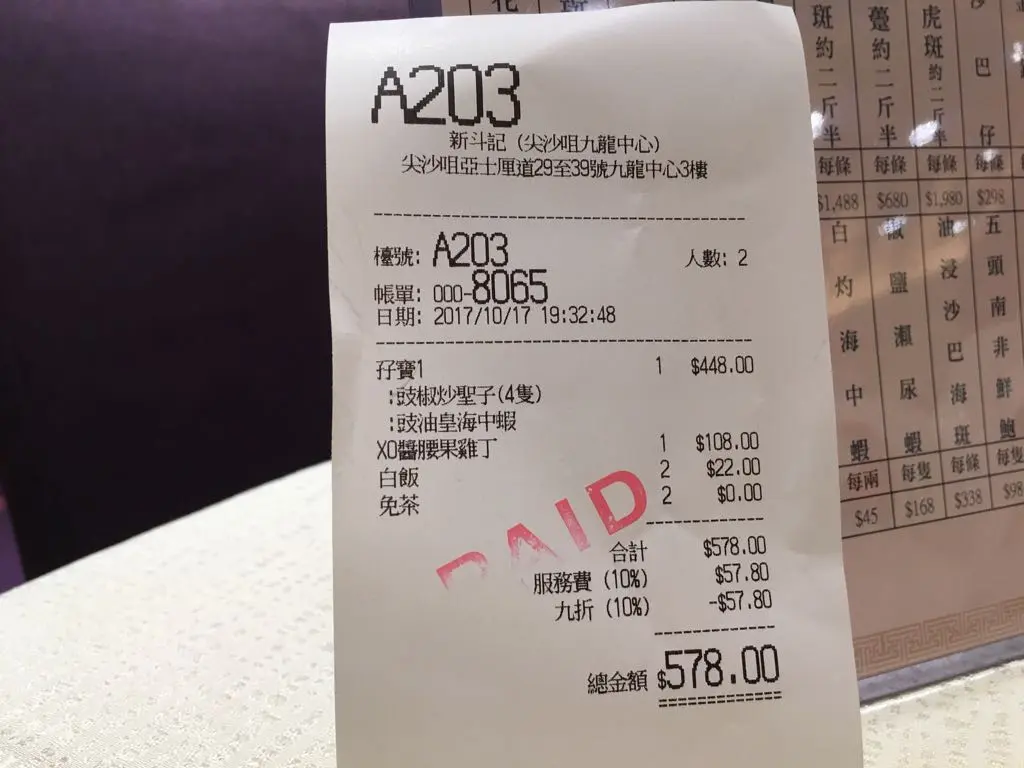 A203
新斗記 (尖沙咀九龍中心)
尖沙咀亞士厘道29至39號九龍中心3樓
檯號: A203 人數: 2
帳單: 000-8065
日期: 2017/10/17 19:32:48
孖寶1 1 $448.00
:豉椒炒聖子(4隻)
:豉油皇海中蝦
XO醬腰果雞丁 1 $108.00
白飯 2 $22.00
免茶 2 $0.00
PAID
合計 $578.00
服務費 (10%) $57.80
九折 (10%) -$57.80
總金額 $578.00
斑約二斤半
躉約二斤半
虎斑約二斤半
沙巴仔
每條 每條 每條 每條
$1,488 $680 $1,980 $298
白灼海中蝦
椒鹽瀨尿蝦
油浸沙巴海斑
五頭南非鮮鮑
每兩 每隻 每條 每隻
$45 $168 $338 $98